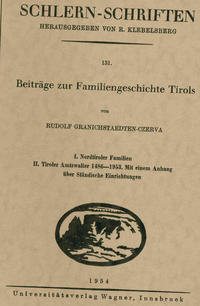 SCHLERN-SCHRIFTEN
HERAUSGEGEBEN VON R. KLEBELSBERG
131.
Beiträge zur Familiengeschichte Tirols
von
RUDOLF GRANICHSTAEDTEN-CZERVA
I. Nordtiroler Familien
II. Tiroler Amtswalter 1486—1953. Mit einem Anhang
über Ständische Einrichtungen
1954
Universitätsverlag Wagner, Innsbruck